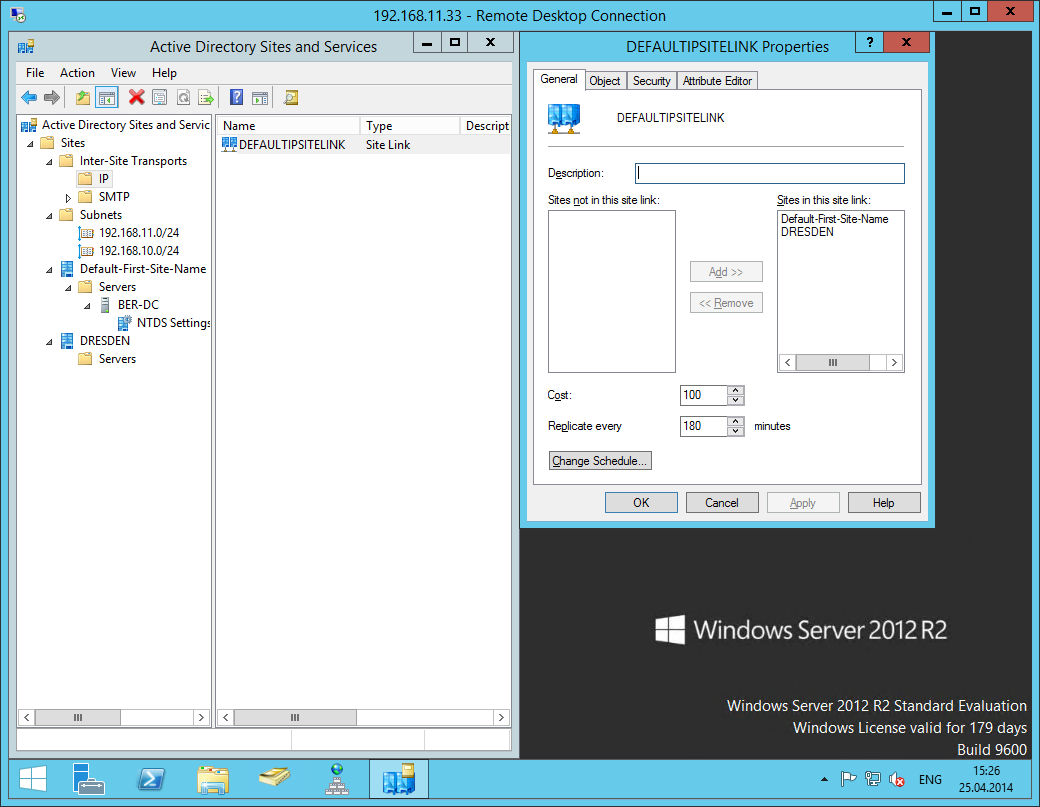 192.168.11.33 - Remote Desktop Connection
Active Directory Sites and Services
File Action View Help
Active Directory Sites and Servic
Sites
Inter-Site Transports
IP
SMTP
Subnets
192.168.11.0/24
192.168.10.0/24
Default-First-Site-Name
Servers
BER-DC
NTDS Settings
DRESDEN
Servers
Name Type Descript
DEFAULTIPSITELINK Site Link
DEFAULTIPSITELINK Properties
?
General Object Security Attribute Editor
DEFAULTIPSITELINK
Description:
Sites not in this site link:
Sites in this site link:
Default-First-Site-Name
DRESDEN
Add >>
<< Remove
Cost: 100
Replicate every 180 minutes
Change Schedule...
OK Cancel Apply Help
Windows Server 2012 R2
Windows Server 2012 R2 Standard Evaluation
Windows License valid for 179 days
Build 9600
ENG
15:26
25.04.2014